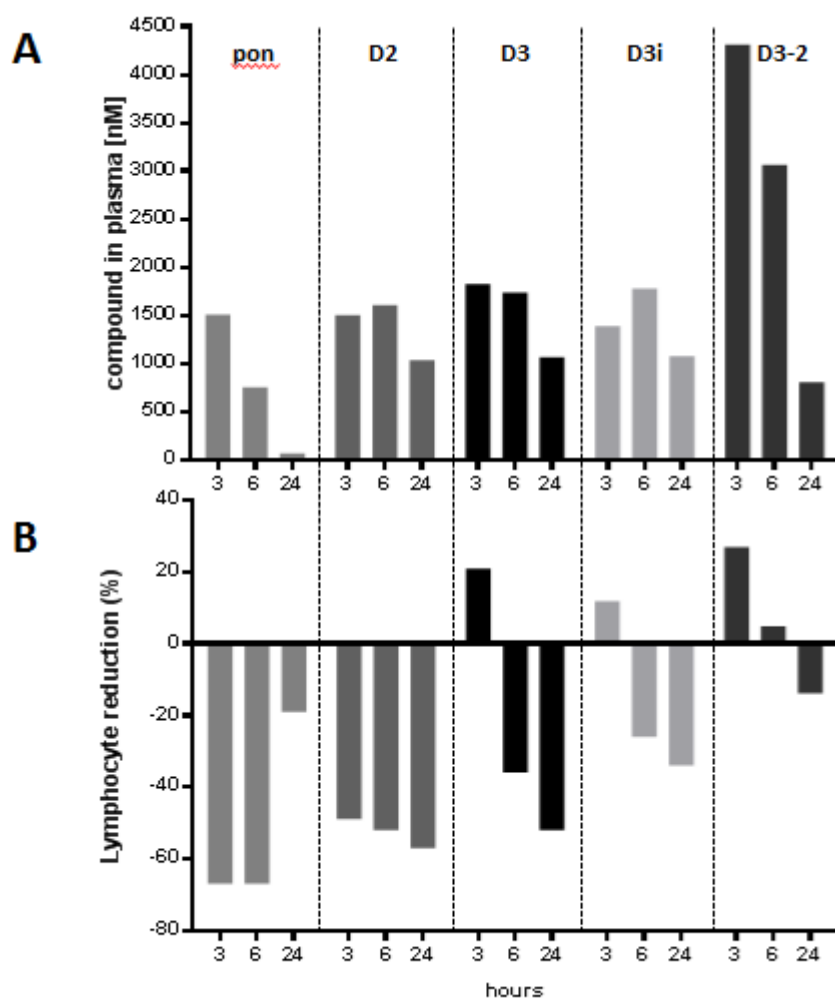 A
compound in plasma [nM]
4500
4000
3500
3000
2500
2000
1500
1000
500
0
pon D2 D3 D3i D3-2
3 6 24 3 6 24 3 6 24 3 6 24 3 6 24
B
Lymphocyte reduction (%)
40
20
0
-20
-40
-60
-80
3 6 24 3 6 24 3 6 24 3 6 24 3 6 24
hours